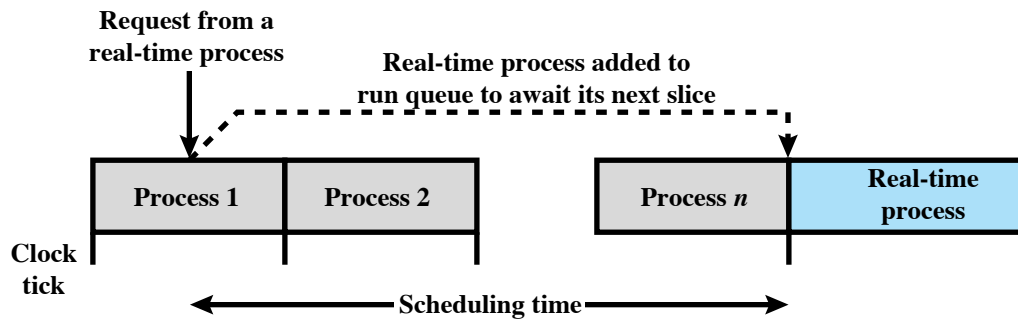 Request from a
real-time process
Real-time process added to
run queue to await its next slice
Process 1
Process 2
Process n
Real-time
process
Clock
tick
Scheduling time